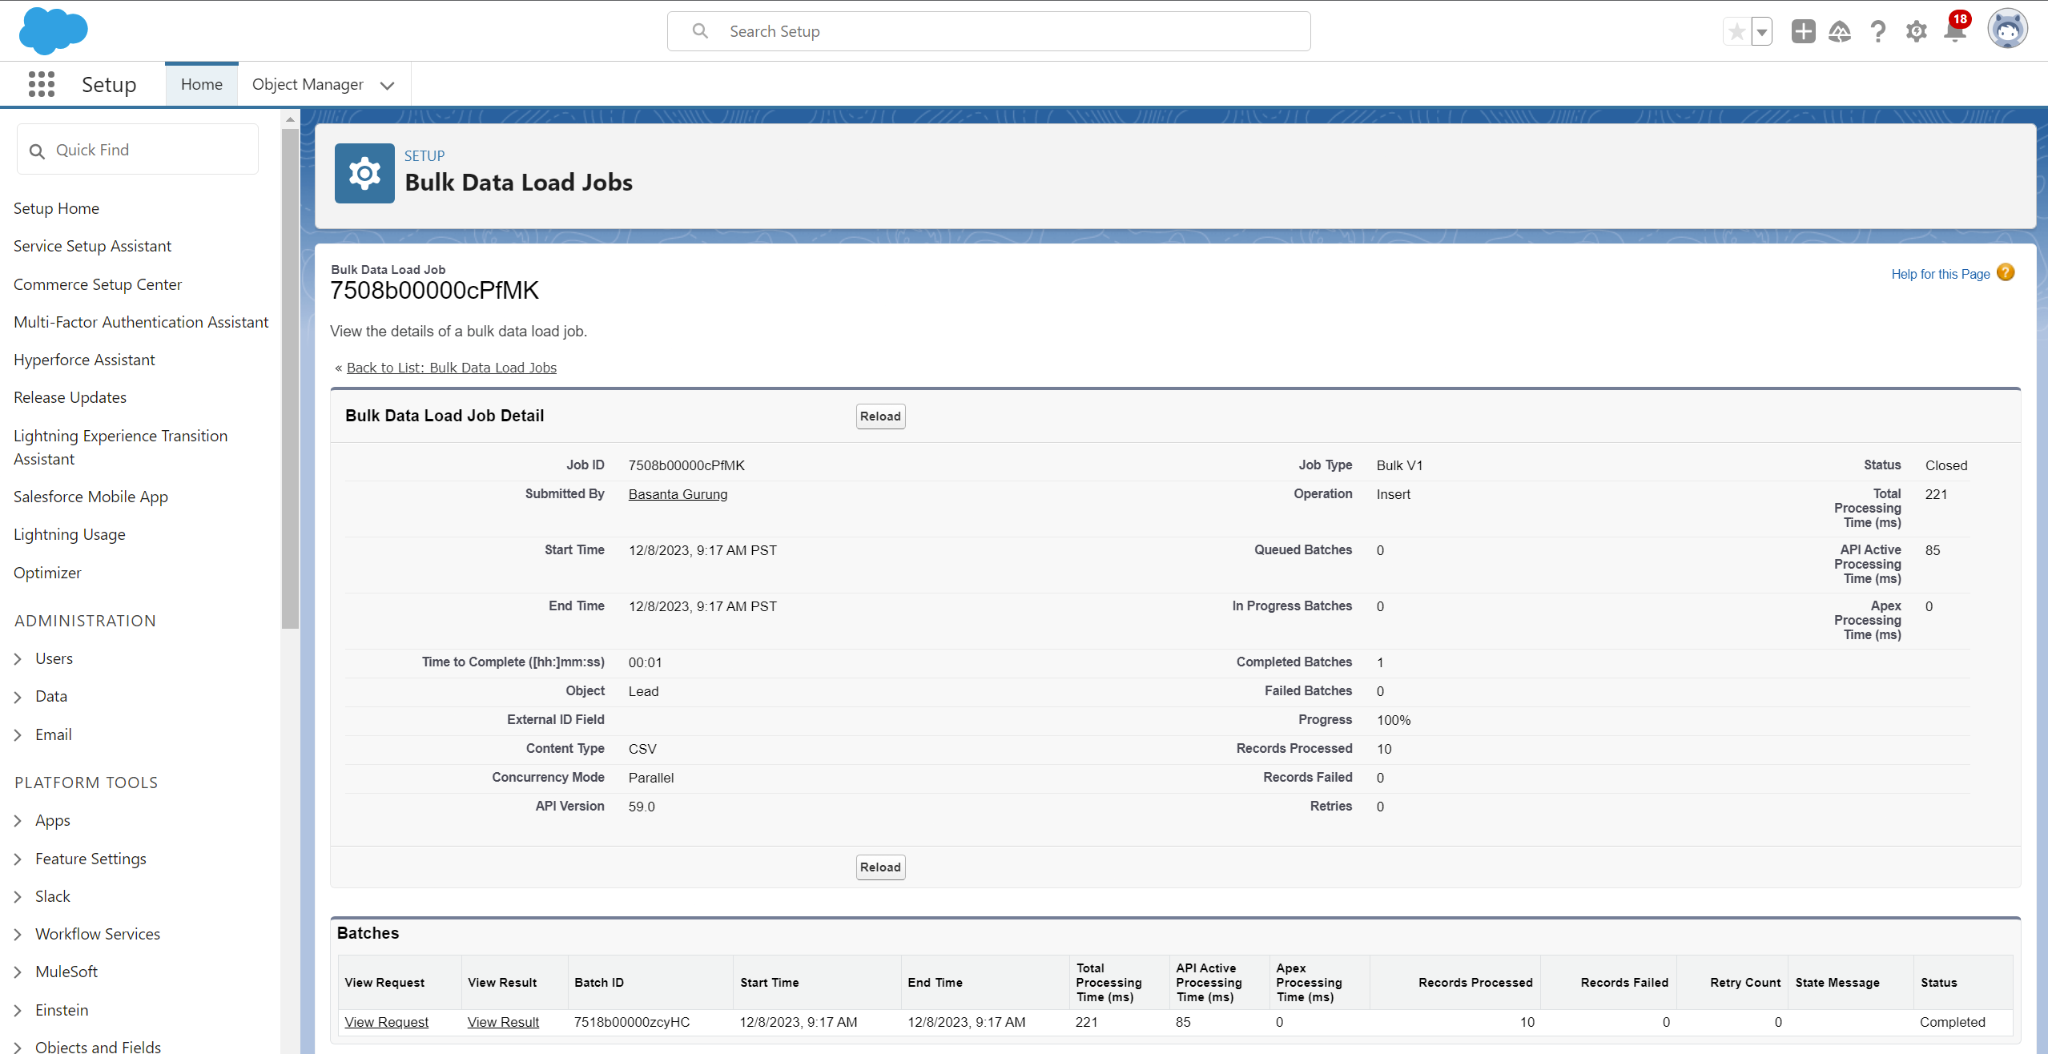 Search Setup
18
Setup
Home
Object Manager
Quick Find
Setup Home
Service Setup Assistant
Commerce Setup Center
Multi-Factor Authentication Assistant
Hyperforce Assistant
Release Updates
Lightning Experience Transition
Assistant
Salesforce Mobile App
Lightning Usage
Optimizer
ADMINISTRATION
Users
Data
Email
PLATFORM TOOLS
Apps
Feature Settings
Slack
Workflow Services
MuleSoft
Einstein
Objects and Fields
SETUP
Bulk Data Load Jobs
Bulk Data Load Job
7508b00000cPfMK
Help for this Page ?
View the details of a bulk data load job.
« Back to List: Bulk Data Load Jobs
Bulk Data Load Job Detail
Reload
Job ID 7508b00000cPfMK
Job Type Bulk V1
Status Closed
Submitted By Basanta Gurung
Operation Insert
Total Processing Time (ms) 221
Start Time 12/8/2023, 9:17 AM PST
Queued Batches 0
API Active Processing Time (ms) 85
End Time 12/8/2023, 9:17 AM PST
In Progress Batches 0
Apex Processing Time (ms) 0
Time to Complete ([hh:]mm:ss) 00:01
Completed Batches 1
Object Lead
Failed Batches 0
External ID Field
Progress 100%
Content Type CSV
Records Processed 10
Concurrency Mode Parallel
Records Failed 0
API Version 59.0
Retries 0
Reload
Batches
View Request View Result Batch ID Start Time End Time Total Processing Time (ms) API Active Processing Time (ms) Apex Processing Time (ms) Records Processed Records Failed Retry Count State Message Status
View Request View Result 7518b00000zcyHC 12/8/2023, 9:17 AM 12/8/2023, 9:17 AM 221 85 0 10 0 0 Completed